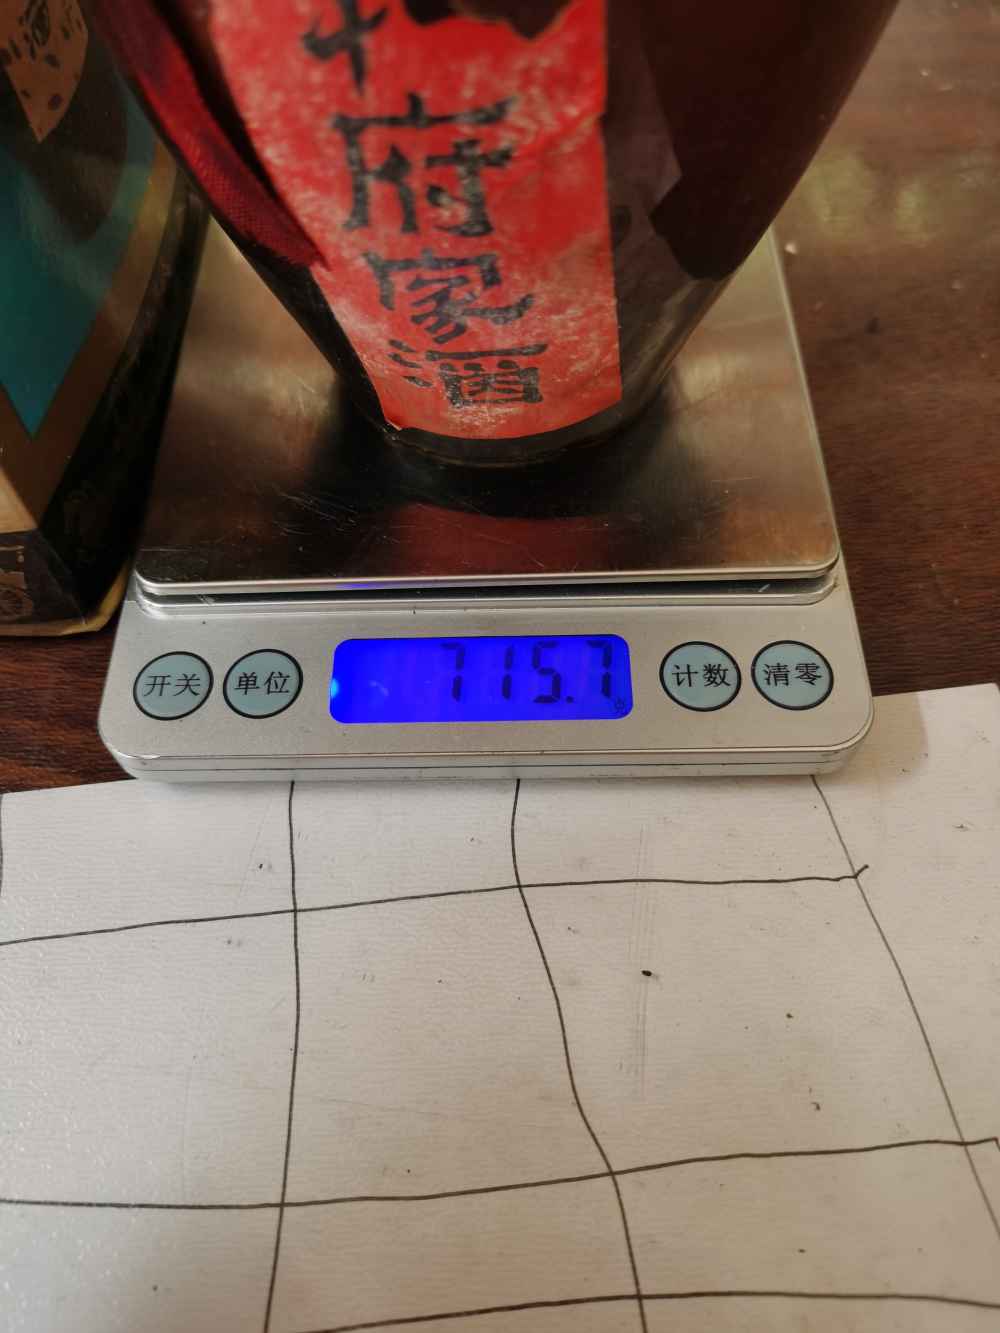 府
家
酒
715.7
开关 单位 计数 清零